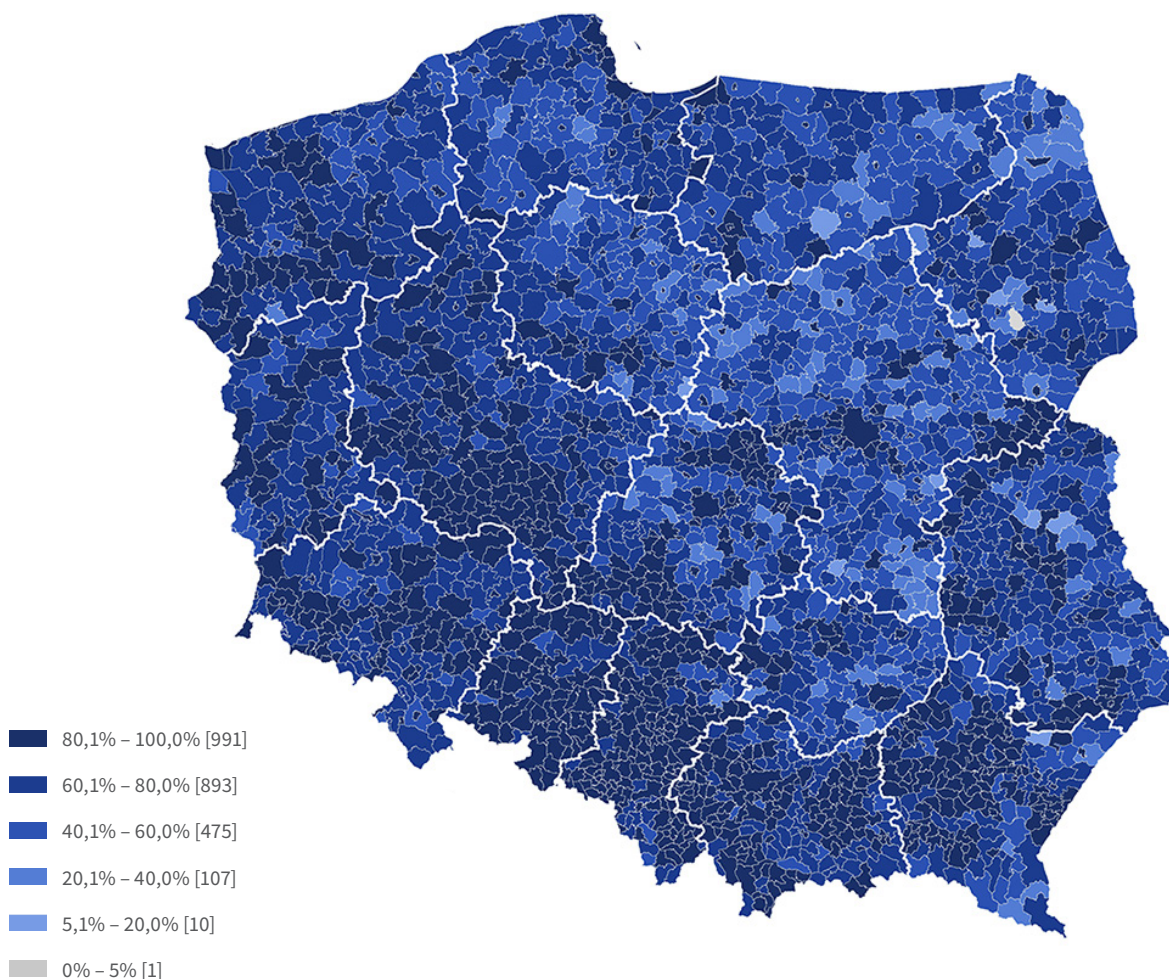 80,1% – 100,0% [991]
60,1% – 80,0% [893]
40,1% – 60,0% [475]
20,1% – 40,0% [107]
5,1% – 20,0% [10]
0% – 5% [1]